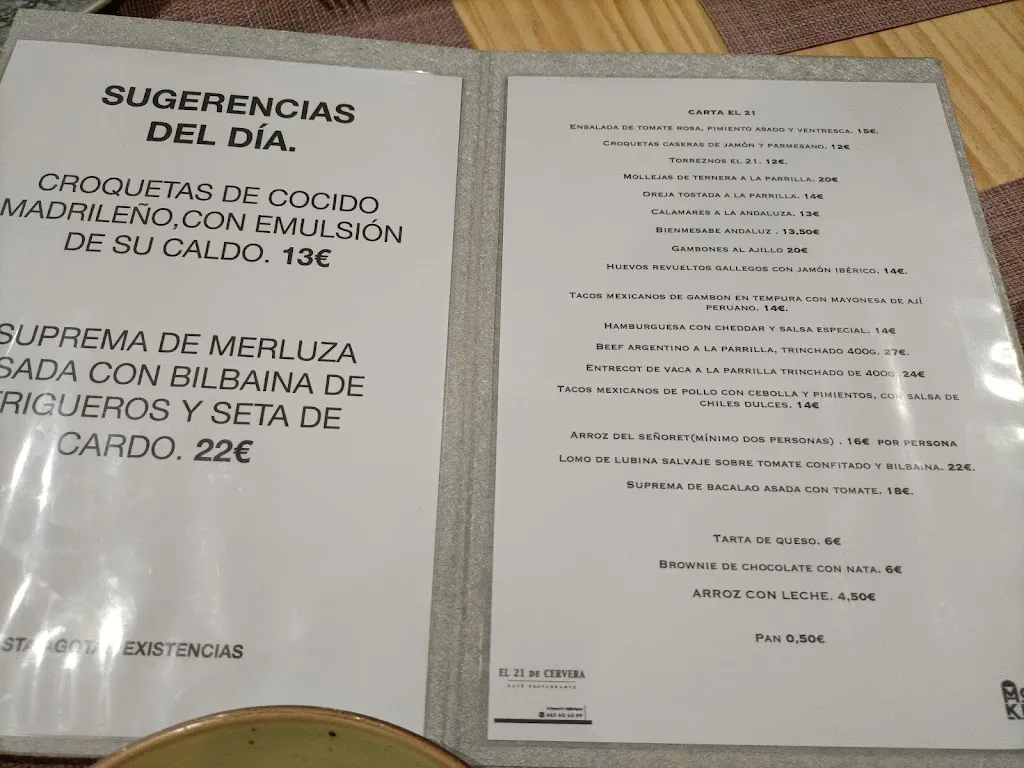 SUGERENCIAS
DEL DÍA.
CROQUETAS DE COCIDO
MADRILEÑO,CON EMULSIÓN
DE SU CALDO. 13€
SUPREMA DE MERLUZA
SADA CON BILBAINA DE
RIGUEROS Y SETA DE
CARDO. 22€
EXISTENCIAS
CARTA EL 21
ENSALADA DE TOMATE ROSA, PIMIENTO ASADO Y VENTRESCA. 15€.
CROQUETAS CASERAS DE JAMÓN Y PARMESANO. 12€
TORREZNOS EL 21. 12€.
MOLLEJAS DE TERNERA A LA PARRILLA. 20€
OREJA TOSTADA A LA PARRILLA. 14€
CALAMARES A LA ANDALUZA. 13€
BIENMESABE ANDALUZ . 13,50€
GAMBONES AL AJILLO 20€
HUEVOS REVUELTOS GALLEGOS CON JAMÓN IBÉRICO. 14€.
TACOS MEXICANOS DE GAMBON EN TEMPURA CON MAYONESA DE AJÍ
PERUANO. 14€.
HAMBURGUESA CON CHEDDAR Y SALSA ESPECIAL. 14€
BEEF ARGENTINO A LA PARRILLA, TRINCHADO 400G. 27€.
ENTRECOT DE VACA A LA PARRILLA TRINCHADO DE 400G. 24€
TACOS MEXICANOS DE POLLO CON CEBOLLA Y PIMIENTOS, CON SALSA DE
CHILES DULCES. 14€
ARROZ DEL SEÑORET(MÍNIMO DOS PERSONAS) . 16€ POR PERSONA
LOMO DE LUBINA SALVAJE SOBRE TOMATE CONFITADO Y BILBAINA. 22€.
SUPREMA DE BACALAO ASADA CON TOMATE. 18€.
TARTA DE QUESO. 6€
BROWNIE DE CHOCOLATE CON NATA. 6€
ARROZ CON LECHE. 4,50€
PAN 0,50€
EL 21 DE CERVERA
CAFÉ RESTAURANTE